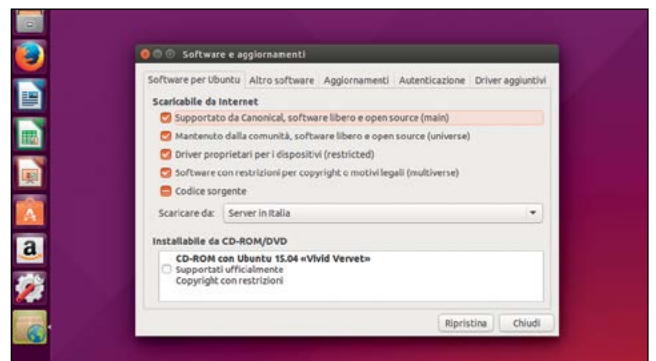 Software e aggiornamenti
Software per Ubuntu Altro software Aggiornamenti Autenticazione Driver aggiuntivi
Scaricabile da Internet
Supportato da Canonical, software libero e open source (main)
Mantenuto dalla comunità, software libero e open source (universe)
Driver proprietari per i dispositivi (restricted)
Software con restrizioni per copyright o motivi legali (multiverse)
Codice sorgente
Scaricare da: Server in Italia
Installabile da CD-ROM/DVD
CD-ROM con Ubuntu 15.04 «Vivid Vervet»
Supportati ufficialmente
Copyright con restrizioni
Ripristina Chiudi
a